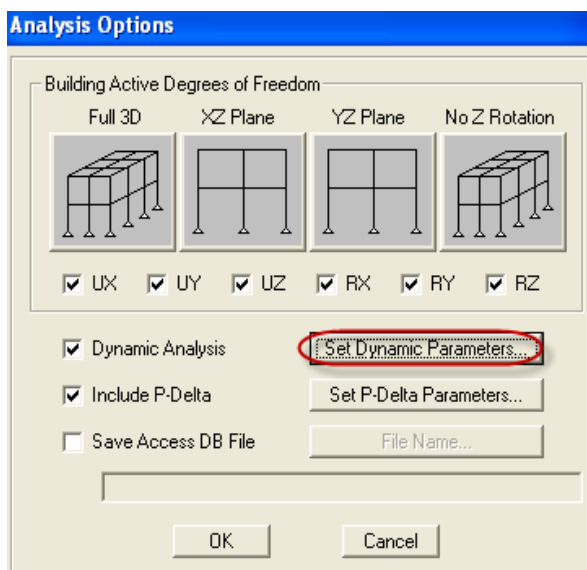 Analysis Options
Building Active Degrees of Freedom
Full 3D XZ Plane YZ Plane No Z Rotation
UX UY UZ RX RY RZ
Dynamic Analysis Set Dynamic Parameters...
Include P-Delta Set P-Delta Parameters...
Save Access DB File File Name...
OK Cancel